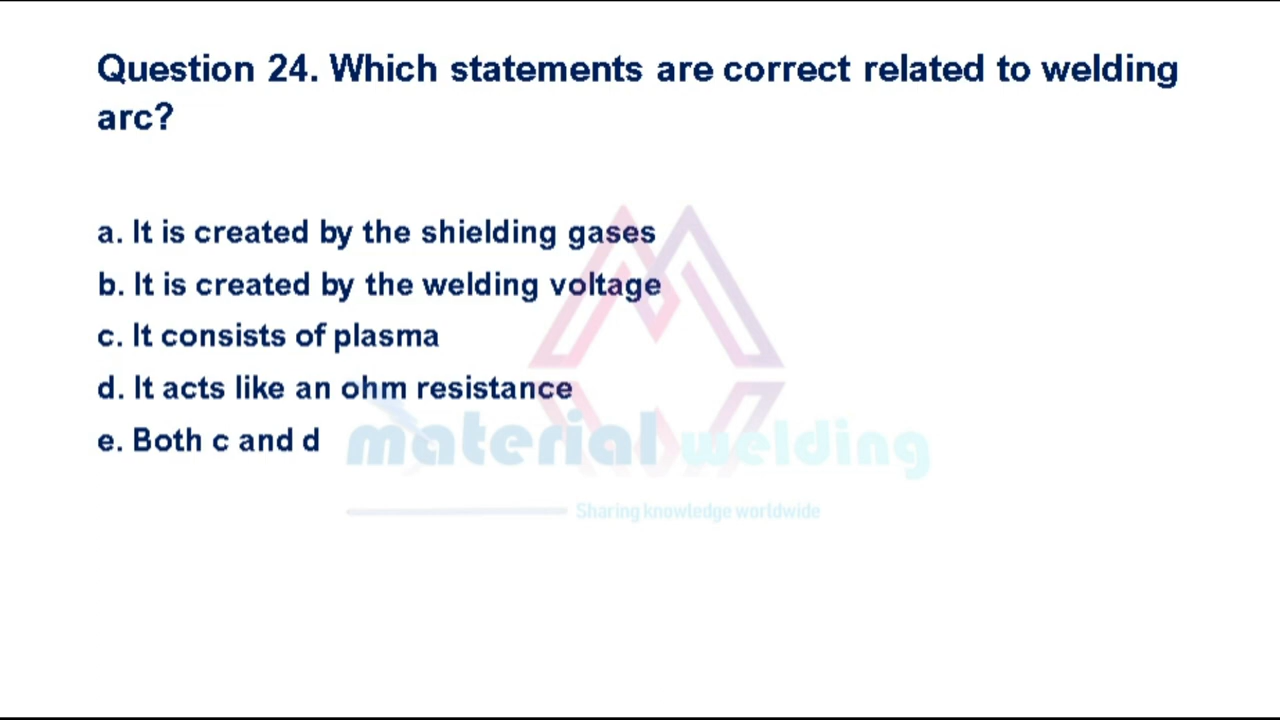 Question 24. Which statements are correct related to welding
arc?
a. It is created by the shielding gases
b. It is created by the welding voltage
c. It consists of plasma
d. It acts like an ohm resistance
e. Both c and d
material welding
Sharing knowledge worldwide